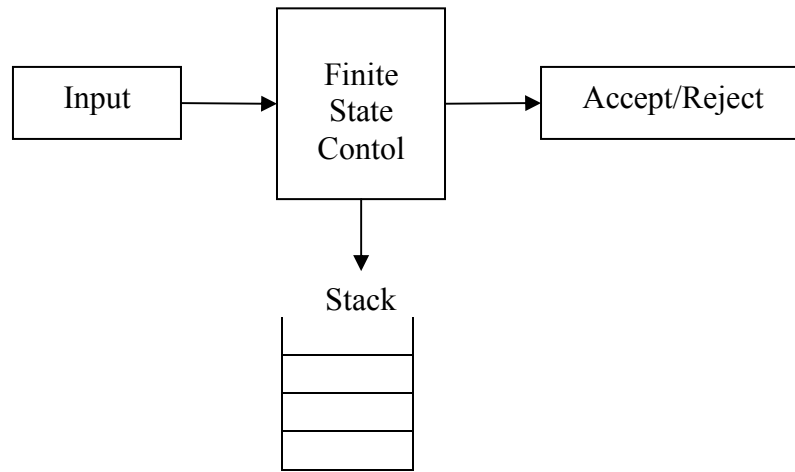 Input
Finite
State
Contol
Accept/Reject
Stack